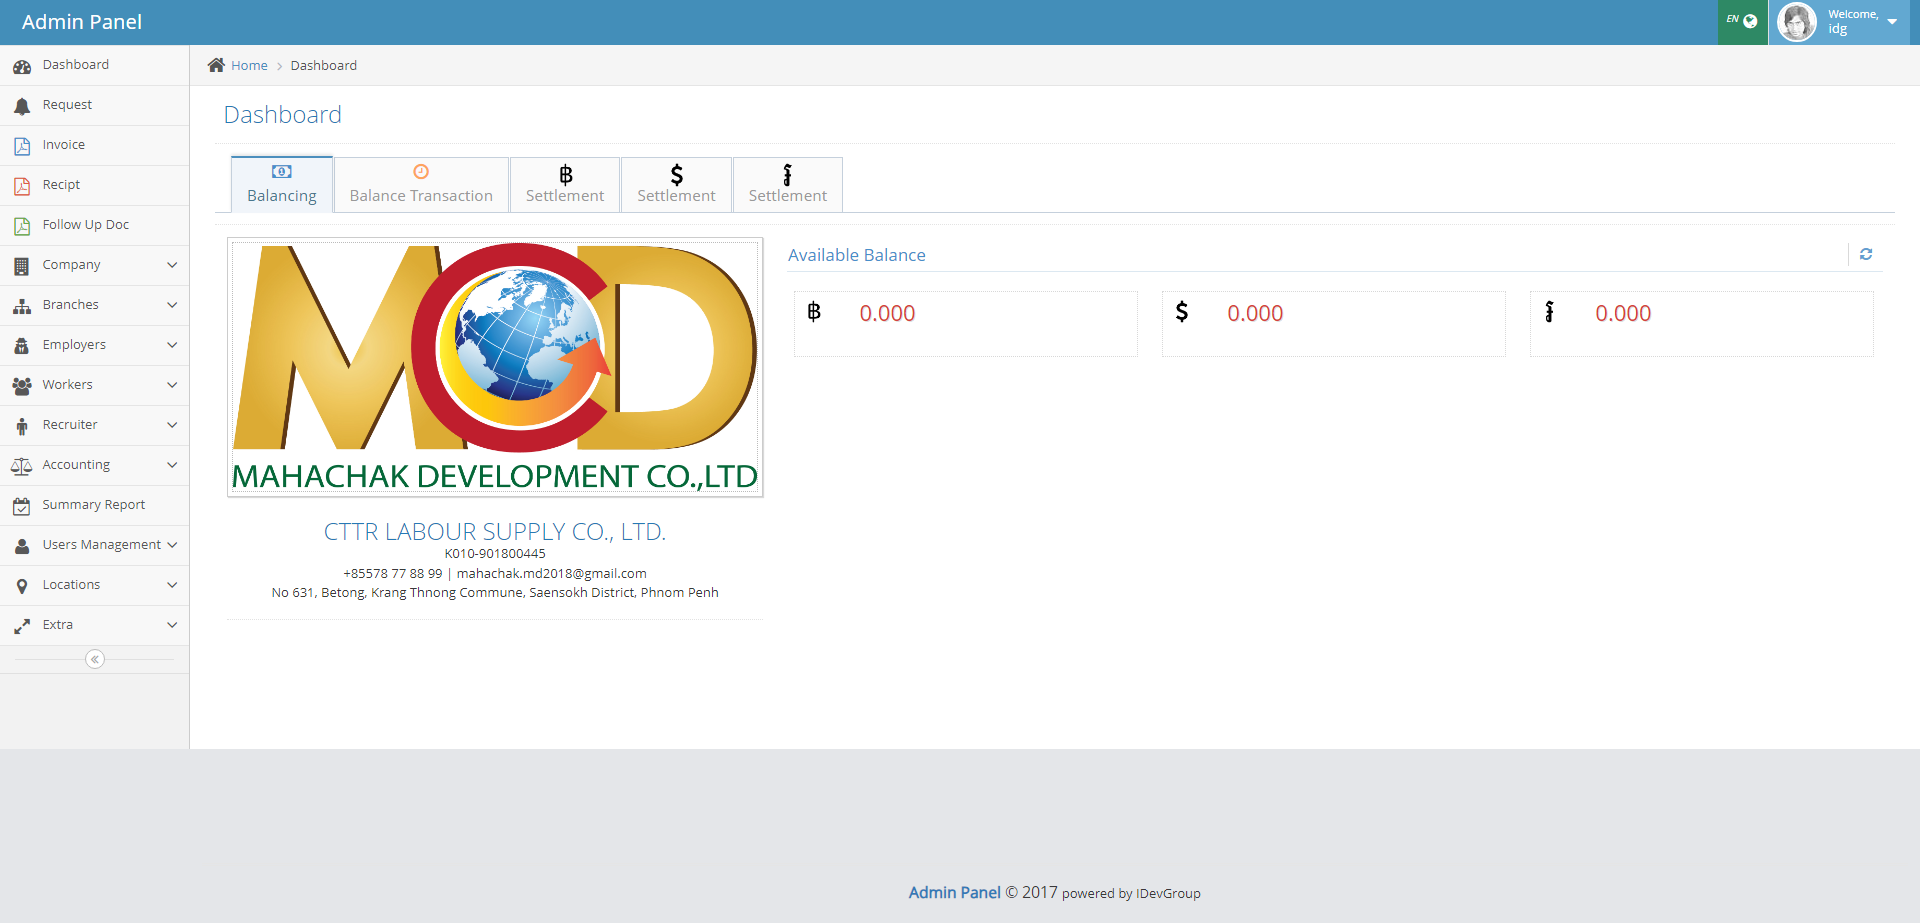 Admin Panel
EN
Welcome,
idg
Dashboard
Request
Invoice
Recipt
Follow Up Doc
Company
Branches
Employers
Workers
Recruiter
Accounting
Summary Report
Users Management
Locations
Extra
Home > Dashboard
Dashboard
Balancing
Balance Transaction
฿
Settlement
$
Settlement
៛
Settlement
MCD
MAHACHAK DEVELOPMENT CO.,LTD
CTTR LABOUR SUPPLY CO., LTD.
K010-901800445
+85578 77 88 99 | mahachak.md2018@gmail.com
No 631, Betong, Krang Thnong Commune, Saensokh District, Phnom Penh
Available Balance
฿ 0.000
$ 0.000
៛ 0.000
Admin Panel © 2017 powered by IDevGroup